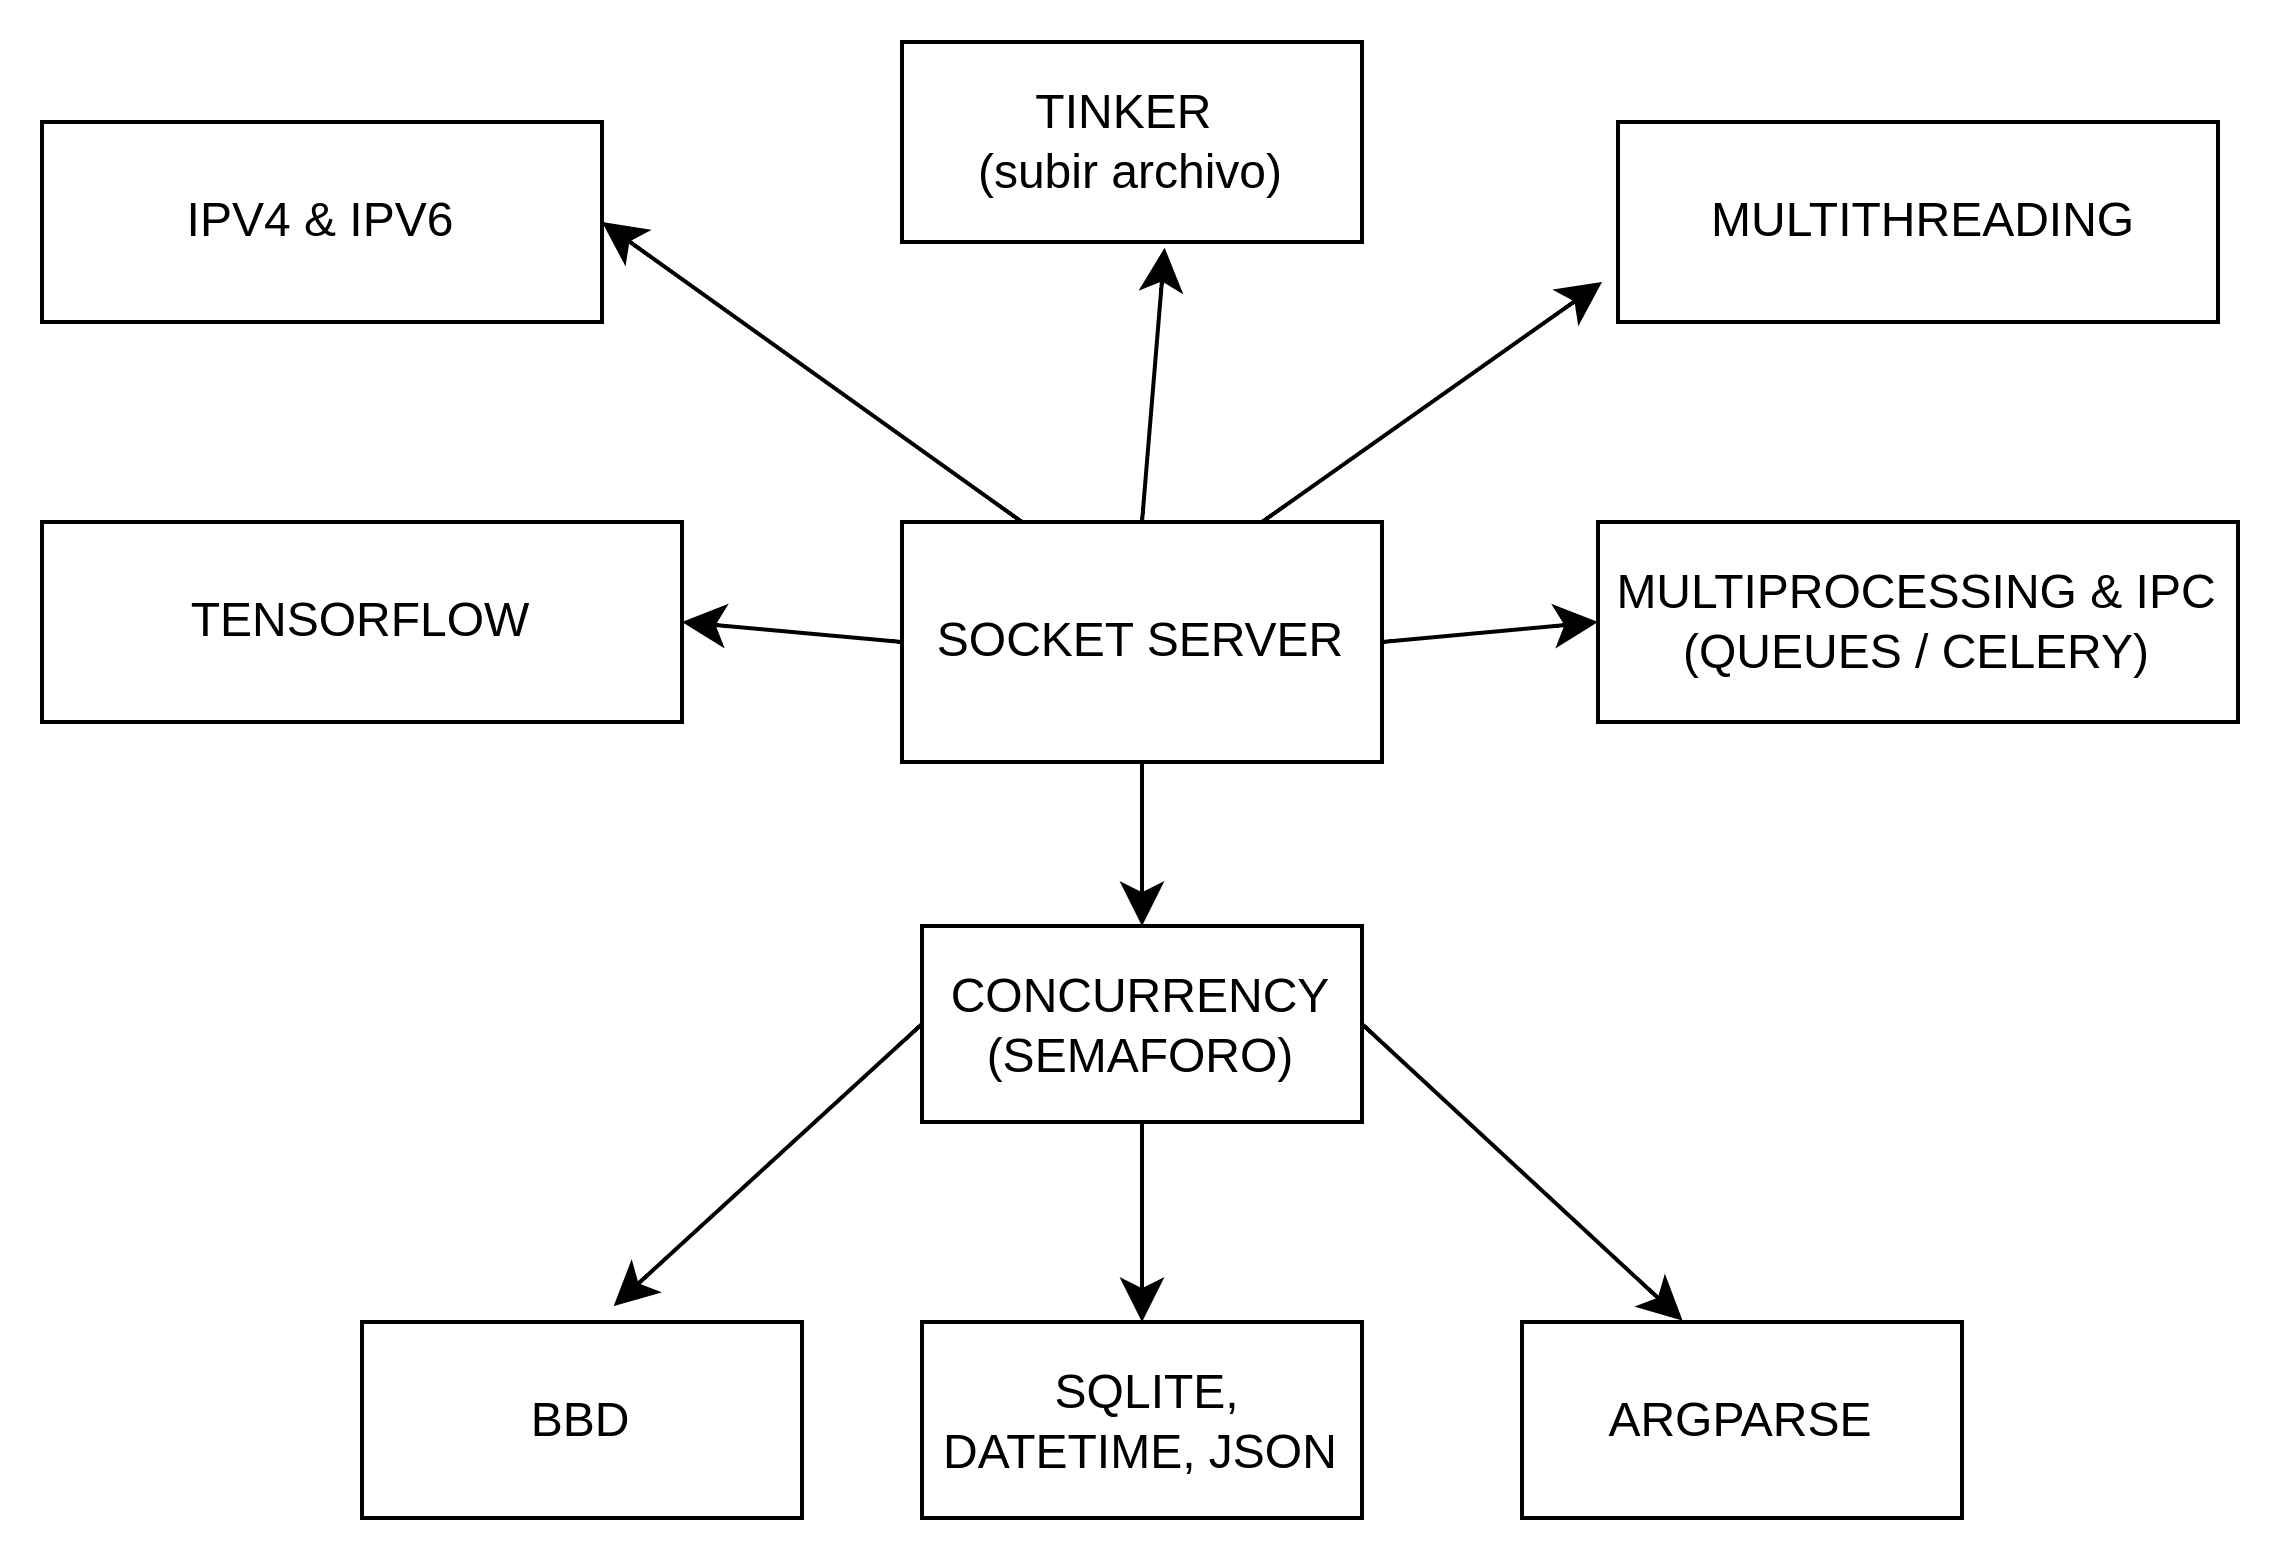 TINKER
(subir archivo)
IPV4 & IPV6
MULTITHREADING
TENSORFLOW
SOCKET SERVER
MULTIPROCESSING & IPC
(QUEUES / CELERY)
CONCURRENCY
(SEMAFORO)
BBD
SQLITE,
DATETIME, JSON
ARGPARSE